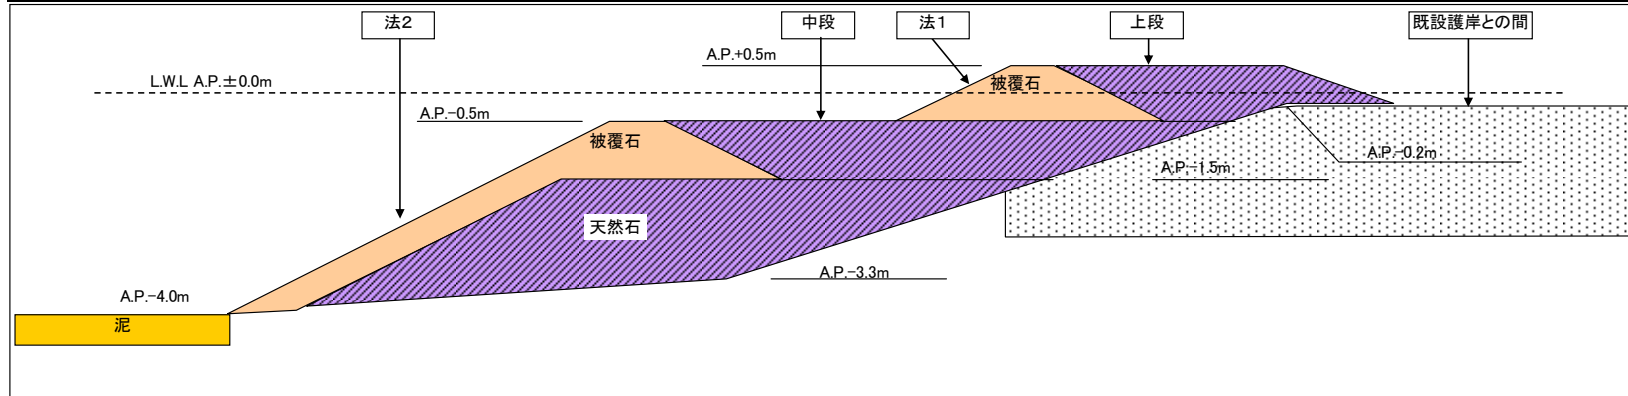 法2
中段
法1
上段
既設護岸との間
A.P.+0.5m
L.W.L A.P.±0.0m
被覆石
A.P.-0.5m
被覆石
A.P.-0.2m
A.P-1.5m
天然石
A.P.-3.3m
A.P.-4.0m
泥